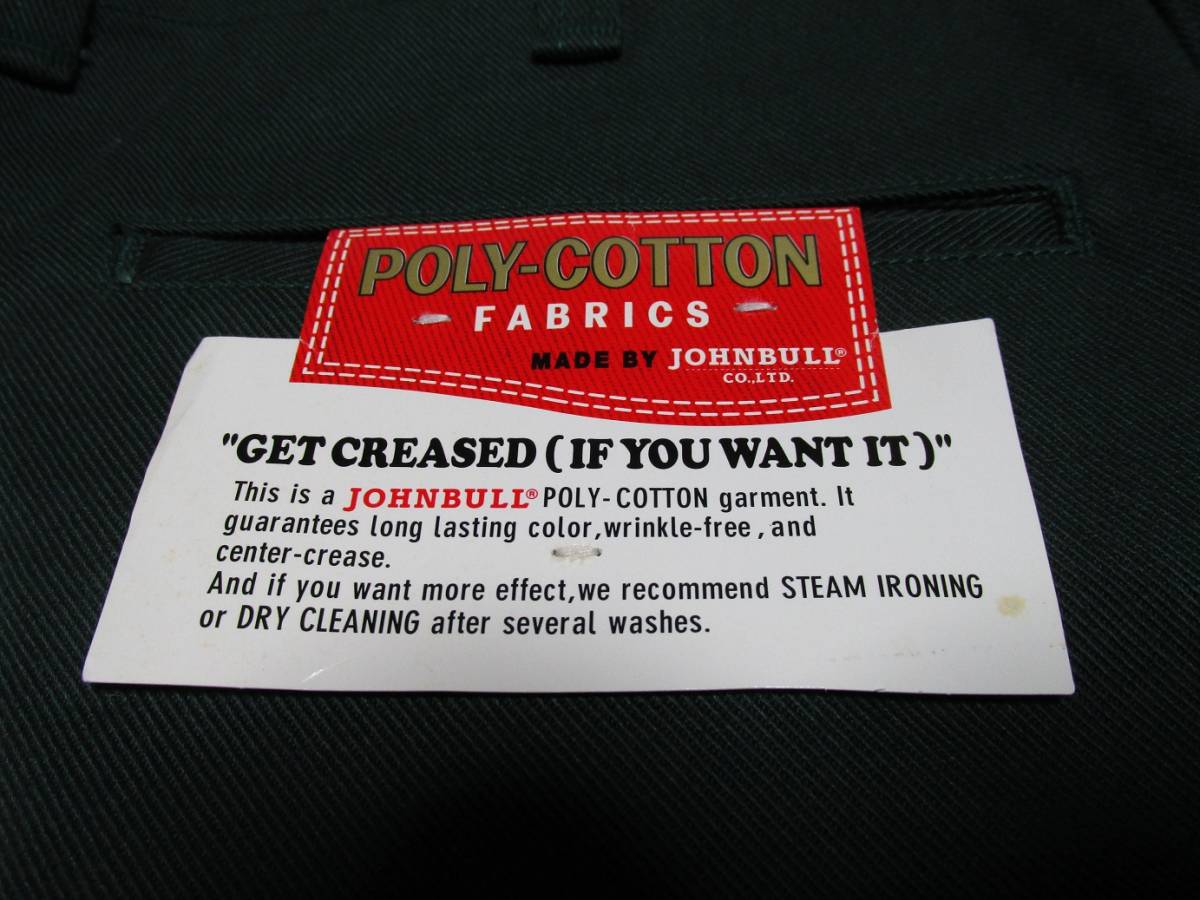 POLY-COTTON
FABRICS
MADE BY JOHNBULL®
CO.,LTD.
"GET CREASED (IF YOU WANT IT)"
This is a JOHNBULL® POLY-COTTON garment. It
guarantees long lasting color,wrinkle-free, and
center-crease.
And if you want more effect,we recommend STEAM IRONING
or DRY CLEANING after several washes.